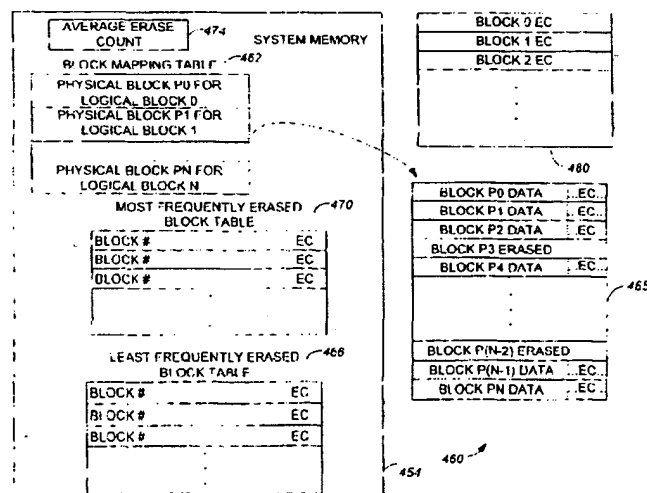 AVERAGE ERASE
COUNT
474
SYSTEM MEMORY
BLOCK MAPPING TABLE
462
PHYSICAL BLOCK P0 FOR
LOGICAL BLOCK 0
PHYSICAL BLOCK P1 FOR
LOGICAL BLOCK 1
PHYSICAL BLOCK PN FOR
LOGICAL BLOCK N
MOST FREQUENTLY ERASED
BLOCK TABLE
470
BLOCK # EC
BLOCK # EC
BLOCK # EC
LEAST FREQUENTLY ERASED
BLOCK TABLE
466
BLOCK # EC
BLOCK # EC
BLOCK # EC
454
BLOCK 0 EC
BLOCK 1 EC
BLOCK 2 EC
480
BLOCK P0 DATA EC
BLOCK P1 DATA EC
BLOCK P2 DATA EC
BLOCK P3 ERASED
BLOCK P4 DATA EC
465
BLOCK P(N-2) ERASED
BLOCK P(N-1) DATA EC
BLOCK PN DATA EC
460